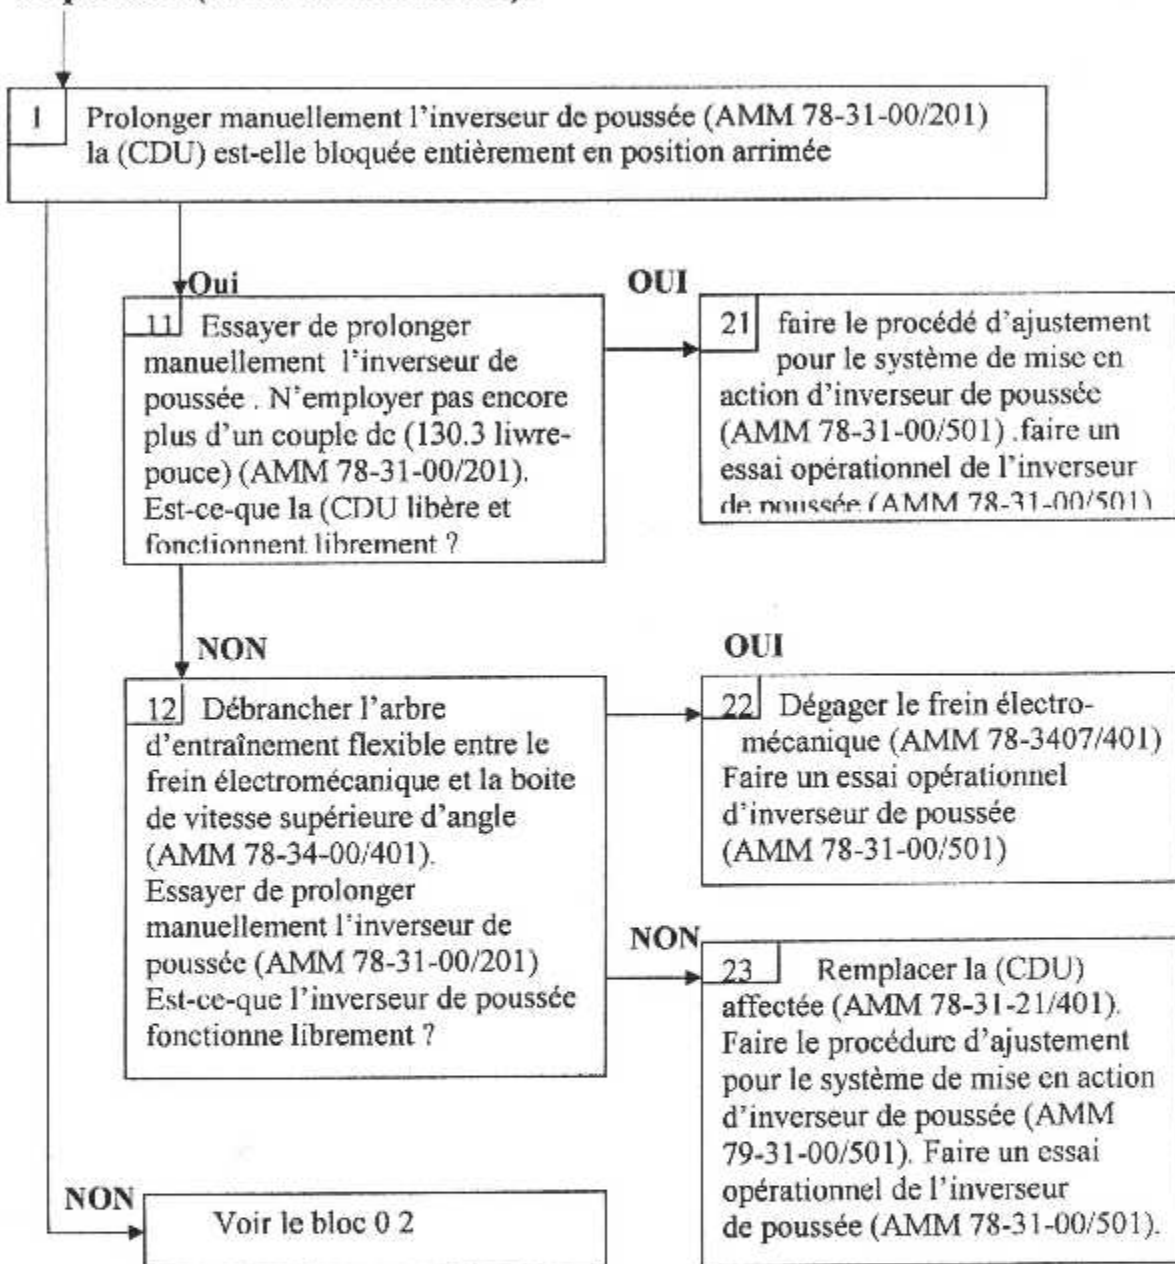 1 Prolonger manuellement l'inverseur de poussée (AMM 78-31-00/201)
la (CDU) est-elle bloquée entièrement en position arrimée
Oui
11 Essayer de prolonger
manuellement l'inverseur de
poussée . N'employer pas encore
plus d'un couple de (130.3 liwre-
pouce) (AMM 78-31-00/201).
Est-ce-que la (CDU libère et
fonctionnent librement ?
OUI
21 faire le procédé d'ajustement
pour le système de mise en
action d'inverseur de poussée
(AMM 78-31-00/501) .faire un
essai opérationnel de l'inverseur
de poussée (AMM 78-31-00/501)
NON
12 Débrancher l'arbre
d'entraînement flexible entre le
frein électromécanique et la boite
de vitesse supérieure d'angle
(AMM 78-34-00/401).
Essayer de prolonger
manuellement l'inverseur de
poussée (AMM 78-31-00/201)
Est-ce-que l'inverseur de poussée
fonctionne librement ?
OUI
22 Dégager le frein électro-
mécanique (AMM 78-3407/401)
Faire un essai opérationnel
d'inverseur de poussée
(AMM 78-31-00/501)
NON
23 Remplacer la (CDU)
affectée (AMM 78-31-21/401).
Faire le procédure d'ajustement
pour le système de mise en action
d'inverseur de poussée (AMM
79-31-00/501). Faire un essai
opérationnel de l'inverseur
de poussée (AMM 78-31-00/501).
NON
Voir le bloc 0 2